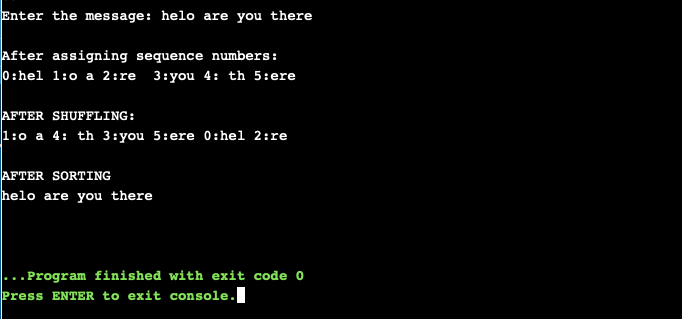 Enter the message: helo are you there
After assigning sequence numbers:
0:hel 1:o a 2:re  3:you 4: th 5:ere
AFTER SHUFFLING:
1:o a 4: th 3:you 5:ere 0:hel 2:re
AFTER SORTING
helo are you there
...Program finished with exit code 0
Press ENTER to exit console.